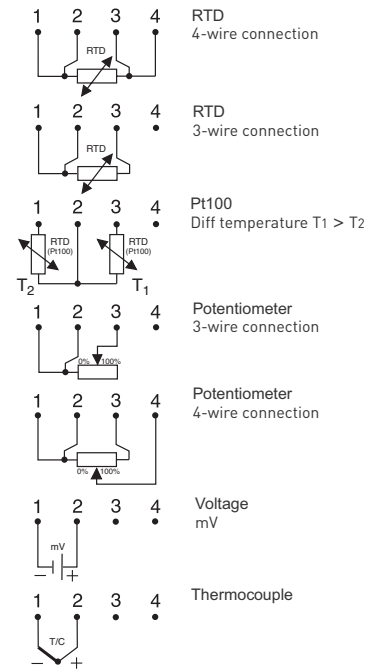 1 2 3 4 RTD
4-wire connection
RTD
1 2 3 4 RTD
3-wire connection
RTD
1 2 3 4 Pt100
Diff temperature T1 > T2
RTD RTD
(Pt100) (Pt100)
T2 T1
1 2 3 4 Potentiometer
3-wire connection
0% 100%
1 2 3 4 Potentiometer
4-wire connection
0% 100%
1 2 3 4 Voltage
mV
mV
− +
1 2 3 4 Thermocouple
T/C
− +